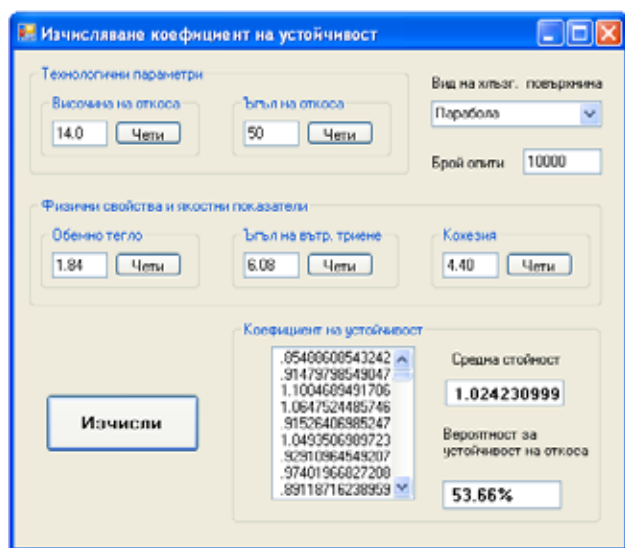 Изчисляване коефициент на устойчивост
Технологични параметри
Височина на откоса
14.0 Чети
Ъгъл на откоса
50 Чети
Вид на хлъзг. повърхнина
Парабола
Брой опити 10000
Физични свойства и якостни показатели
Обемно тегло
1.84 Чети
Ъгъл на вътр. триене
6.08 Чети
Кохезия
4.40 Чети
Изчисли
Коефициент на устойчивост
.85488608543242
.91479798549047
1.1004689491706
1.0647524485746
.91526406985247
1.0493506989723
.92910964549207
.97401966827208
.89118716238959
Средна стойност
1.024230999
Вероятност за
устойчивост на откоса
53.66%